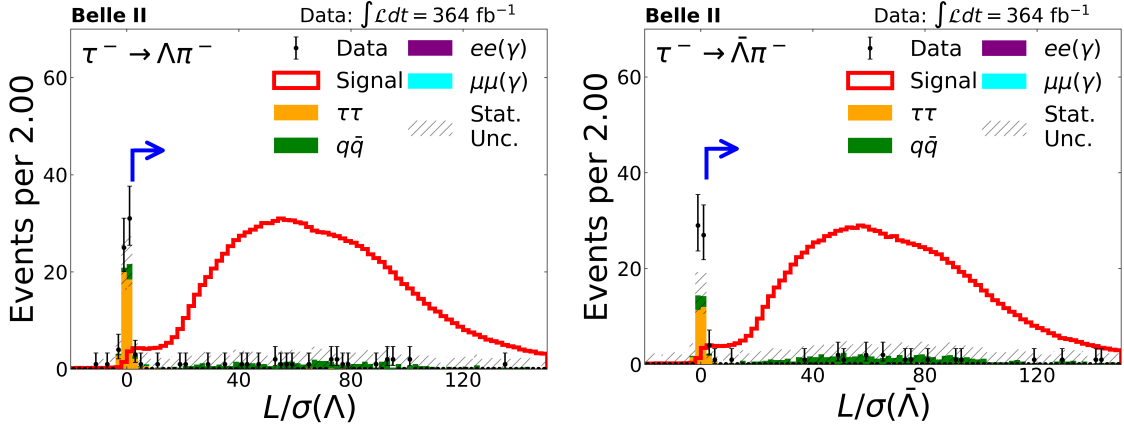 Belle II Data: ∫ℒdt = 364 fb⁻¹
τ⁻ → Λπ⁻
Data
Signal
ττ
qq̄
ee(γ)
μμ(γ)
Stat.
Unc.
Events per 2.00
60
40
20
0
0 40 80 120
L/σ(Λ)
Belle II Data: ∫ℒdt = 364 fb⁻¹
τ⁻ → Λ̄π⁻
Data
Signal
ττ
qq̄
ee(γ)
μμ(γ)
Stat.
Unc.
Events per 2.00
60
40
20
0
0 40 80 120
L/σ(Λ̄)